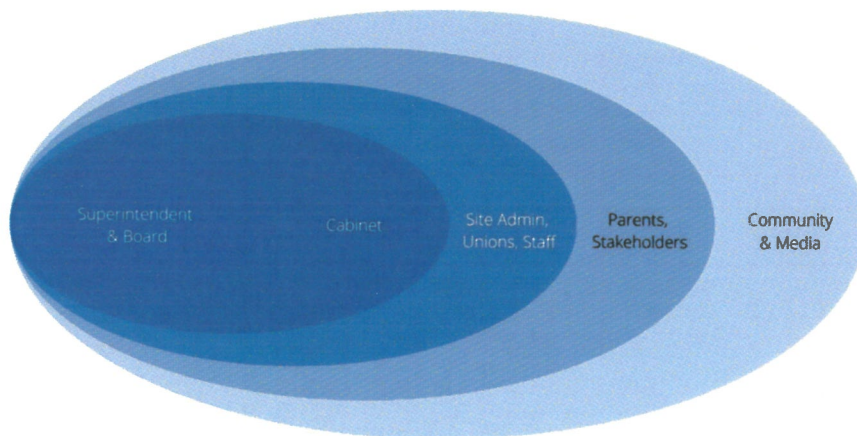 Superintendent
& Board
Cabinet
Site Admin,
Unions, Staff
Parents,
Stakeholders
Community
& Media